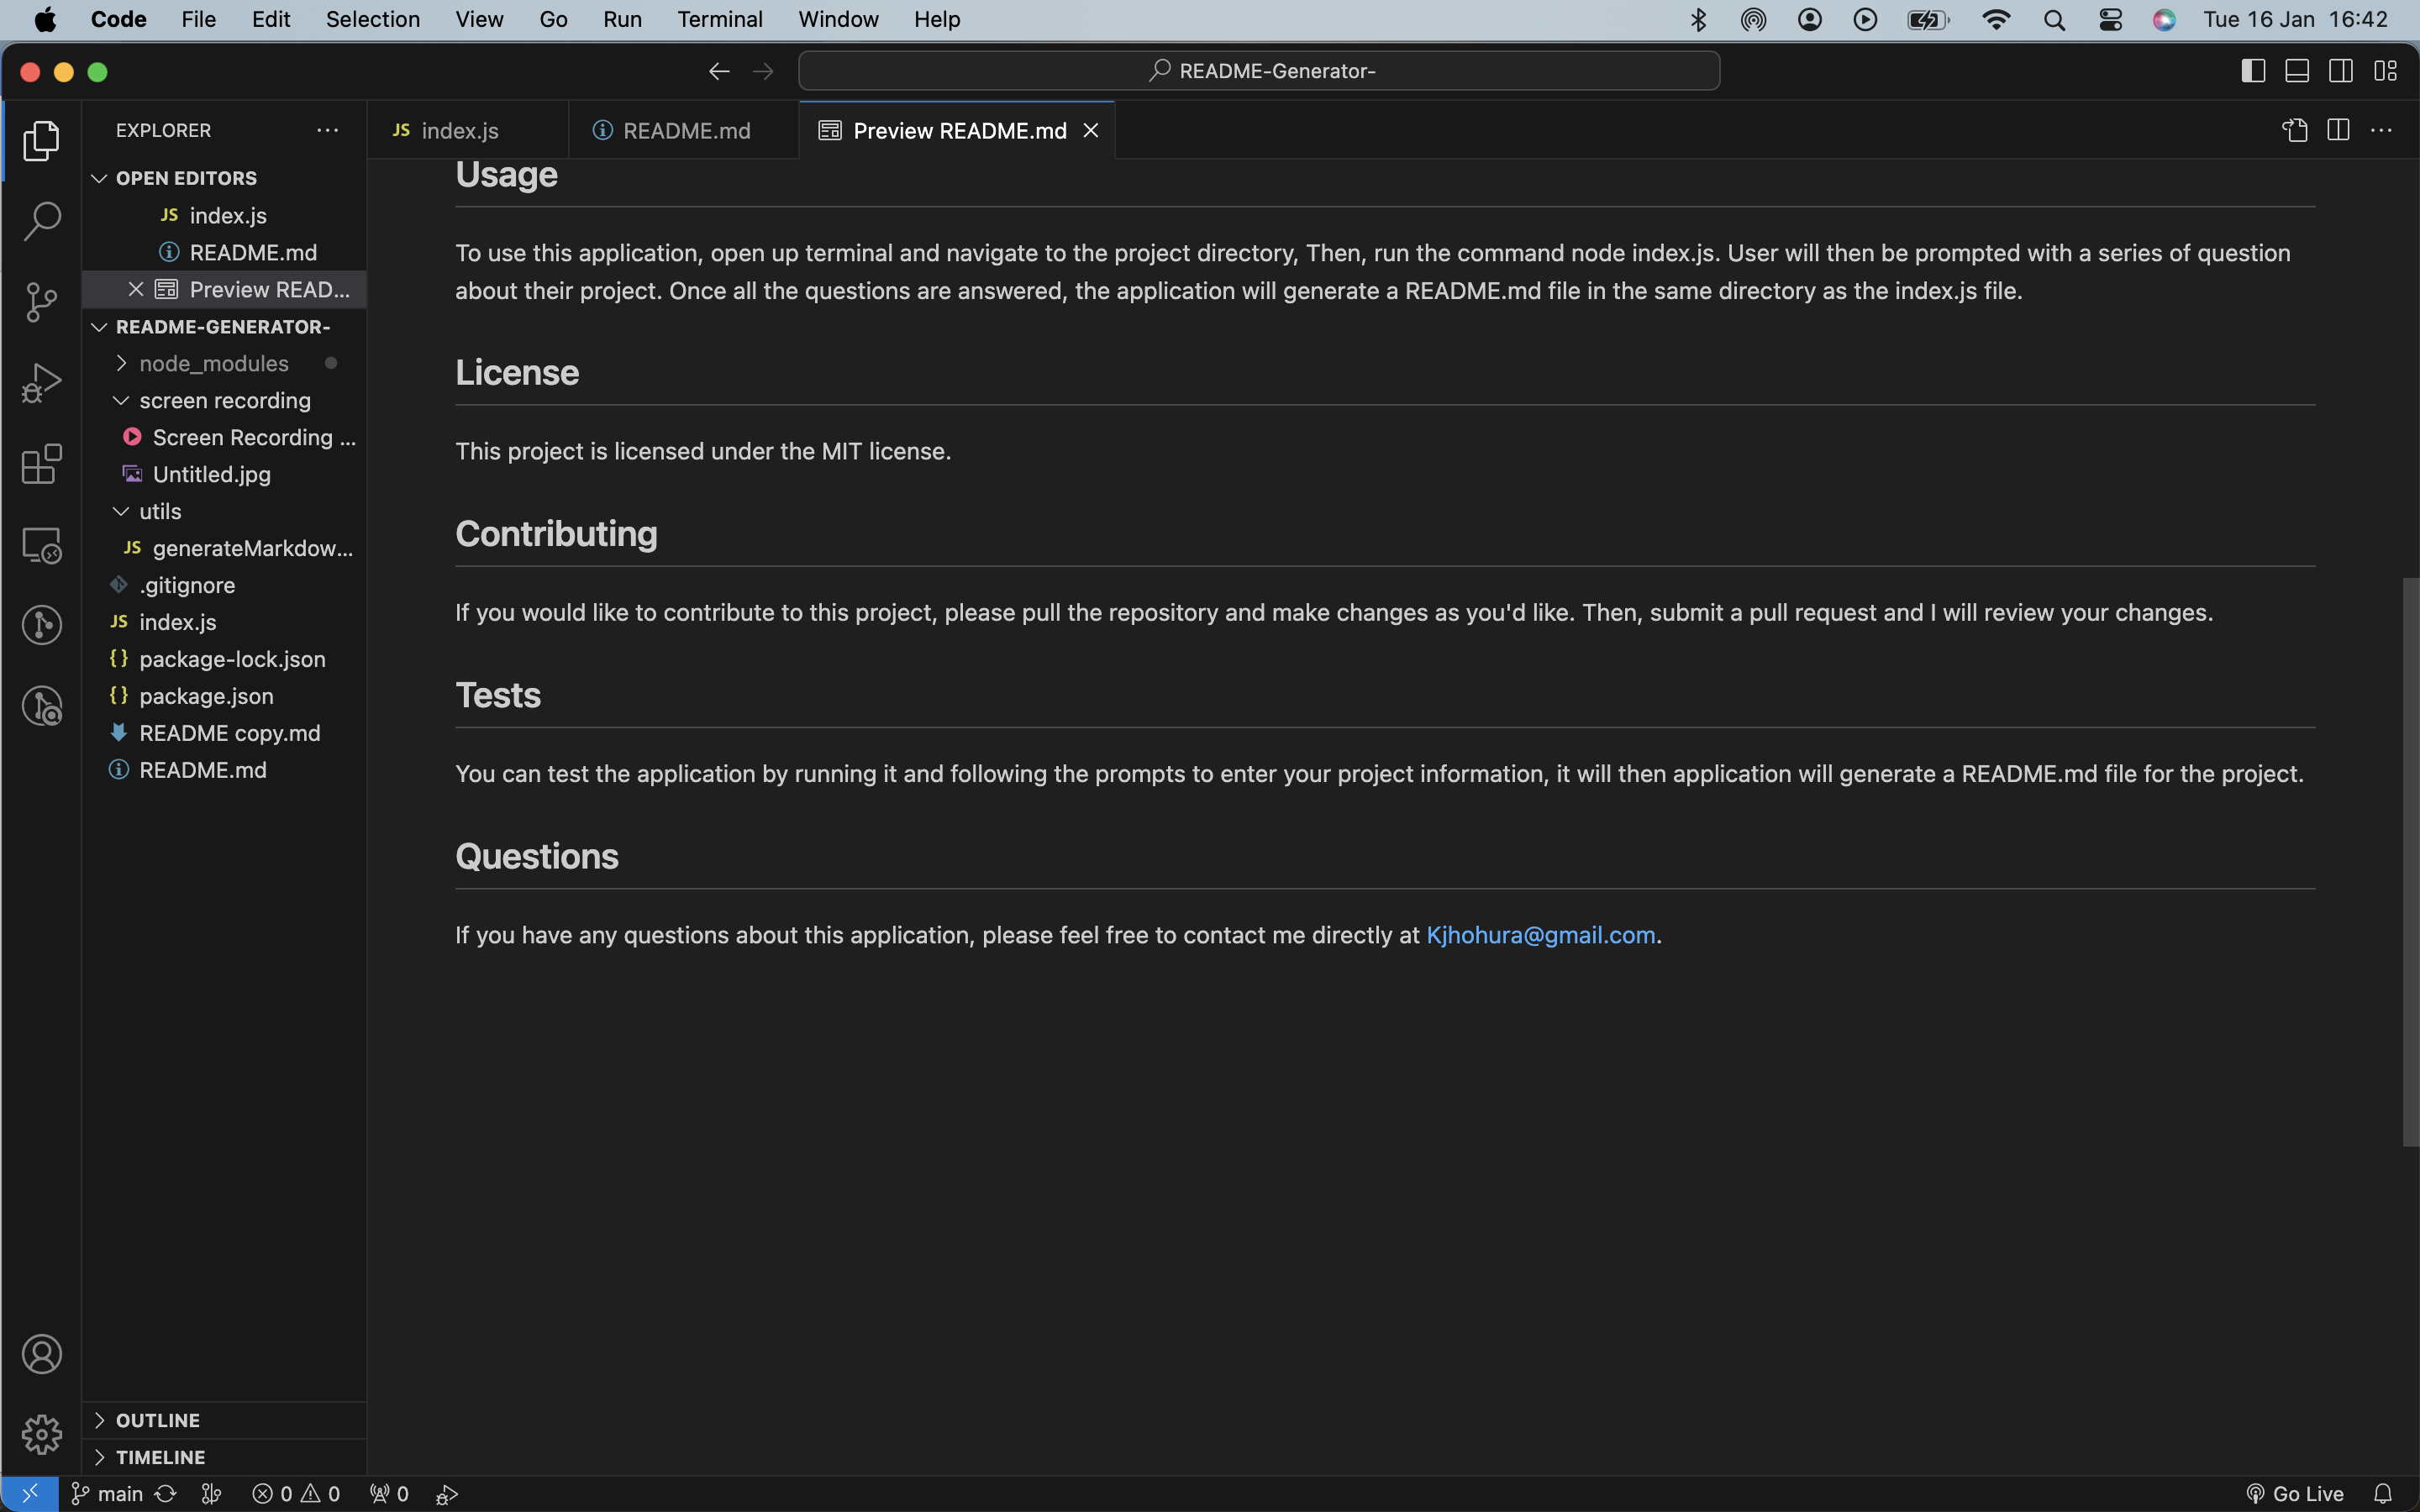 Code File Edit Selection View Go Run Terminal Window Help Tue 16 Jan 16:42
README-Generator-
EXPLORER
JS index.js
README.md
Preview README.md
OPEN EDITORS
JS index.js
README.md
Preview READ...
README-GENERATOR-
node_modules
screen recording
Screen Recording ...
Untitled.jpg
utils
JS generateMarkdow...
.gitignore
JS index.js
{} package-lock.json
{} package.json
README copy.md
README.md
OUTLINE
TIMELINE
Usage
To use this application, open up terminal and navigate to the project directory, Then, run the command node index.js. User will then be prompted with a series of question
about their project. Once all the questions are answered, the application will generate a README.md file in the same directory as the index.js file.
License
This project is licensed under the MIT license.
Contributing
If you would like to contribute to this project, please pull the repository and make changes as you'd like. Then, submit a pull request and I will review your changes.
Tests
You can test the application by running it and following the prompts to enter your project information, it will then application will generate a README.md file for the project.
Questions
If you have any questions about this application, please feel free to contact me directly at Kjhohura@gmail.com.
main 0 0 0 Go Live